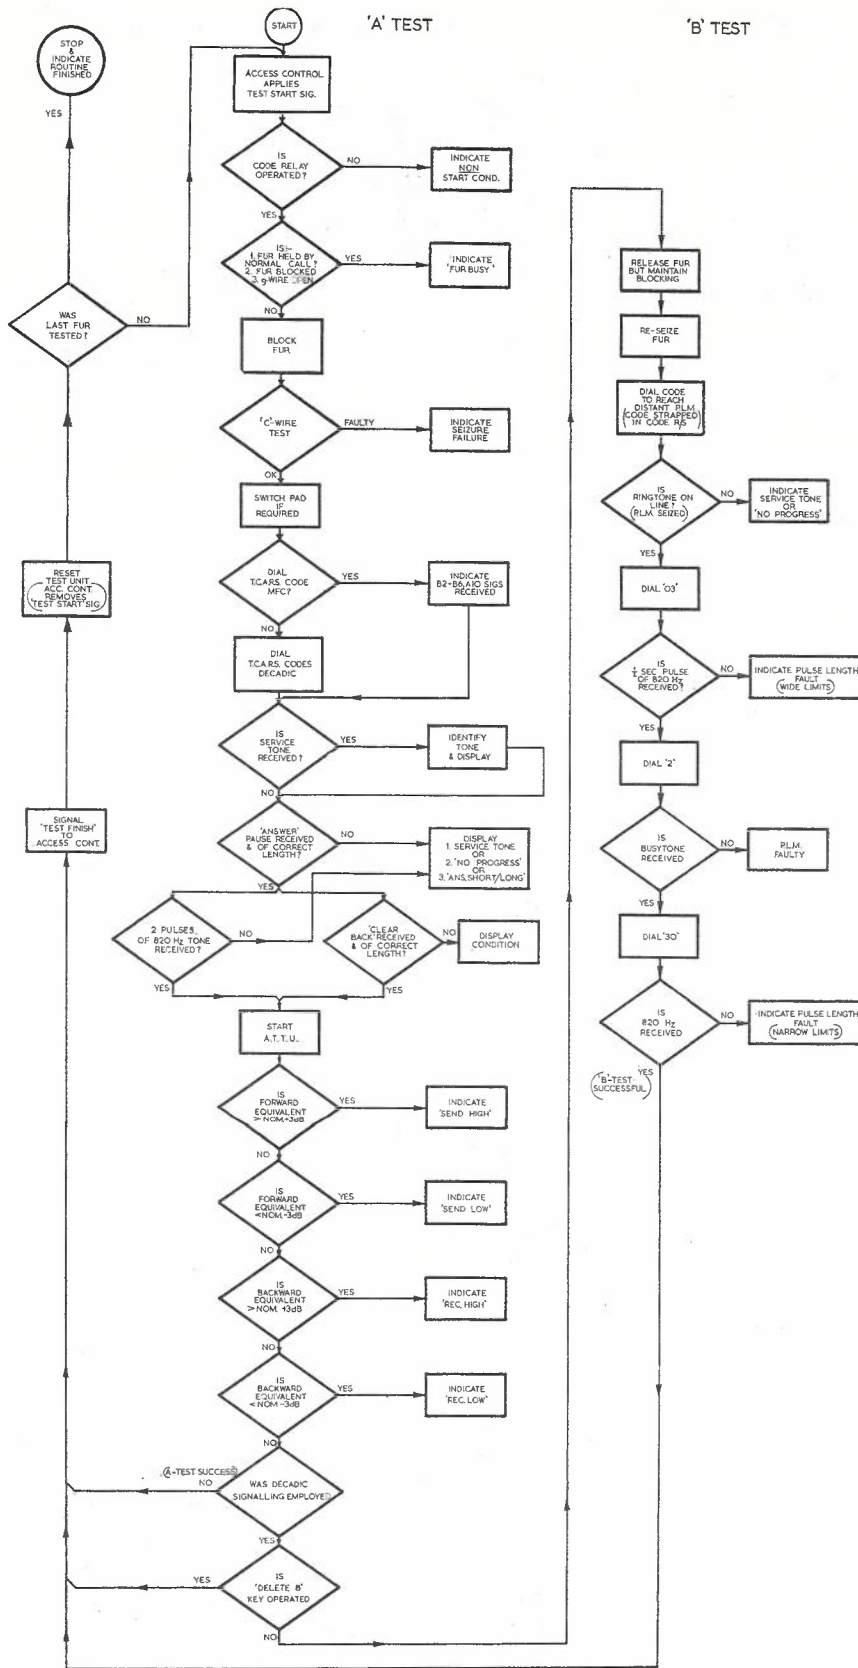 'A' TEST
'B' TEST
START
STOP
&
INDICATE
ROUTINE
FINISHED
YES
ACCESS CONTROL
APPLIES
TEST START SIG.
IS
CODE RELAY
OPERATED?
NO
INDICATE
NON
START COND.
YES
IS:-
1. FUR HELD BY
NORMAL CALL?
2. FUR BLOCKED
3. g-WIRE OPEN
YES
INDICATE
'FUR BUSY'
NO
WAS
LAST FUR
TESTED?
NO
BLOCK
FUR
'C'-WIRE
TEST
FAULTY
INDICATE
SEIZURE
FAILURE
OK
SWITCH PAD
IF
REQUIRED
DIAL
T.C.A.R.S. CODE
MFC?
YES
INDICATE
B2-B6, A10 SIGS
RECEIVED
NO
RESET
TEST UNIT
(ACC. CONT.
REMOVES
'TEST START' SIG)
DIAL
T.C.A.R.S. CODES
DECADIC
IS
SERVICE
TONE
RECEIVED?
YES
IDENTIFY
TONE
& DISPLAY
NO
SIGNAL
'TEST FINISH'
TO
ACCESS CONT.
'ANSWER'
PAUSE RECEIVED
& OF CORRECT
LENGTH?
NO
DISPLAY
1. SERVICE TONE
OR
2. 'NO PROGRESS'
OR
3. 'ANS. SHORT/LONG'
YES
2 PULSES,
OF 820 Hz TONE
RECEIVED?
NO
'CLEAR
BACK' RECEIVED
& OF CORRECT
LENGTH?
NO
DISPLAY
CONDITION
YES
YES
START
A.T.T.U.
IS
FORWARD
EQUIVALENT
> NOM.+3dB
YES
INDICATE
'SEND HIGH'
NO
IS
FORWARD
EQUIVALENT
< NOM.-3dB
YES
INDICATE
'SEND LOW'
NO
IS
BACKWARD
EQUIVALENT
> NOM. +3dB
YES
INDICATE
'REC. HIGH'
NO
IS
BACKWARD
EQUIVALENT
< NOM-3dB
YES
INDICATE
'REC. LOW'
NO
(A-TEST SUCCESS)
NO
WAS DECADIC
SIGNALLING EMPLOYED
YES
YES
IS
'DELETE B'
KEY OPERATED
NO
RELEASE FUR
BUT MAINTAIN
BLOCKING
RE-SEIZE
FUR
DIAL CODE
TO REACH
DISTANT P.L.M.
(CODE STRAPPED
IN CODE R/S)
IS
RINGTONE ON
LINE?
(P.L.M. SEIZED)
NO
INDICATE
SERVICE TONE
OR
'NO PROGRESS'
YES
DIAL '03'
IS
SEC PULSE
OF 820 Hz
RECEIVED?
NO
INDICATE PULSE LENGTH
FAULT
(WIDE LIMITS)
YES
DIAL '2'
IS
BUSYTONE
RECEIVED
NO
P.L.M.
FAULTY
YES
DIAL '30'
IS
820 Hz
RECEIVED
NO
INDICATE PULSE LENGTH
FAULT
(NARROW LIMITS)
YES
('B'-TEST
SUCCESSFUL)